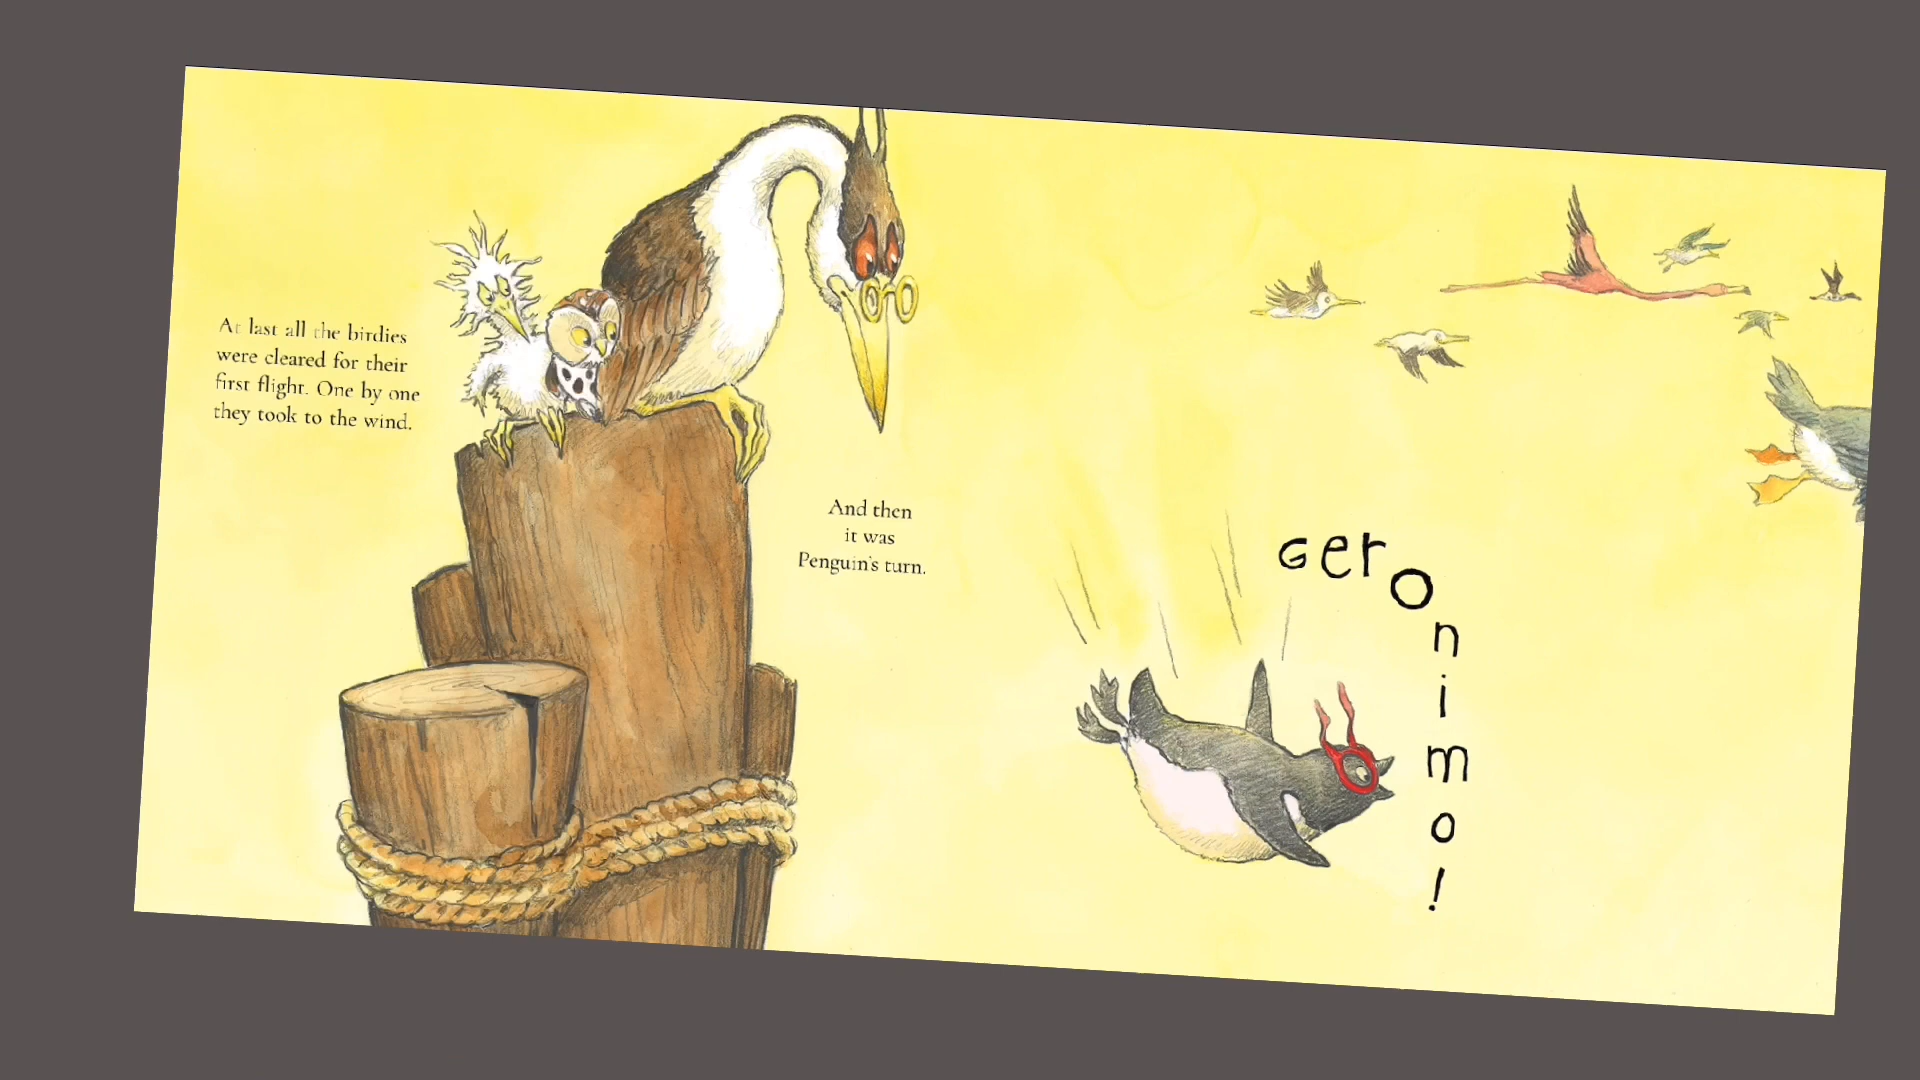 At last all the birdies
were cleared for their
first flight. One by one
they took to the wind.
And then
it was
Penguin's turn.
Geronimo!